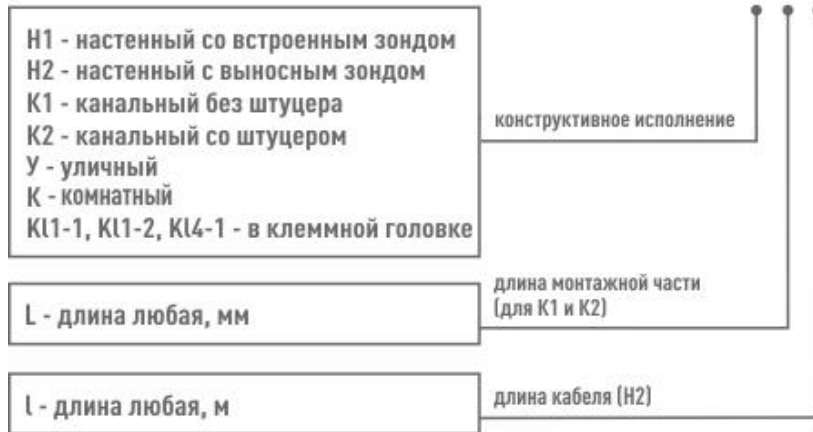 Н1 - настенный со встроенным зондом
Н2 - настенный с выносным зондом
К1 - канальный без штуцера
К2 - канальный со штуцером
У - уличный
К - комнатный
Kl1-1, Kl1-2, Kl4-1 - в клеммной головке
конструктивное исполнение
L - длина любая, мм
длина монтажной части
(для К1 и К2)
l - длина любая, м
длина кабеля (Н2)